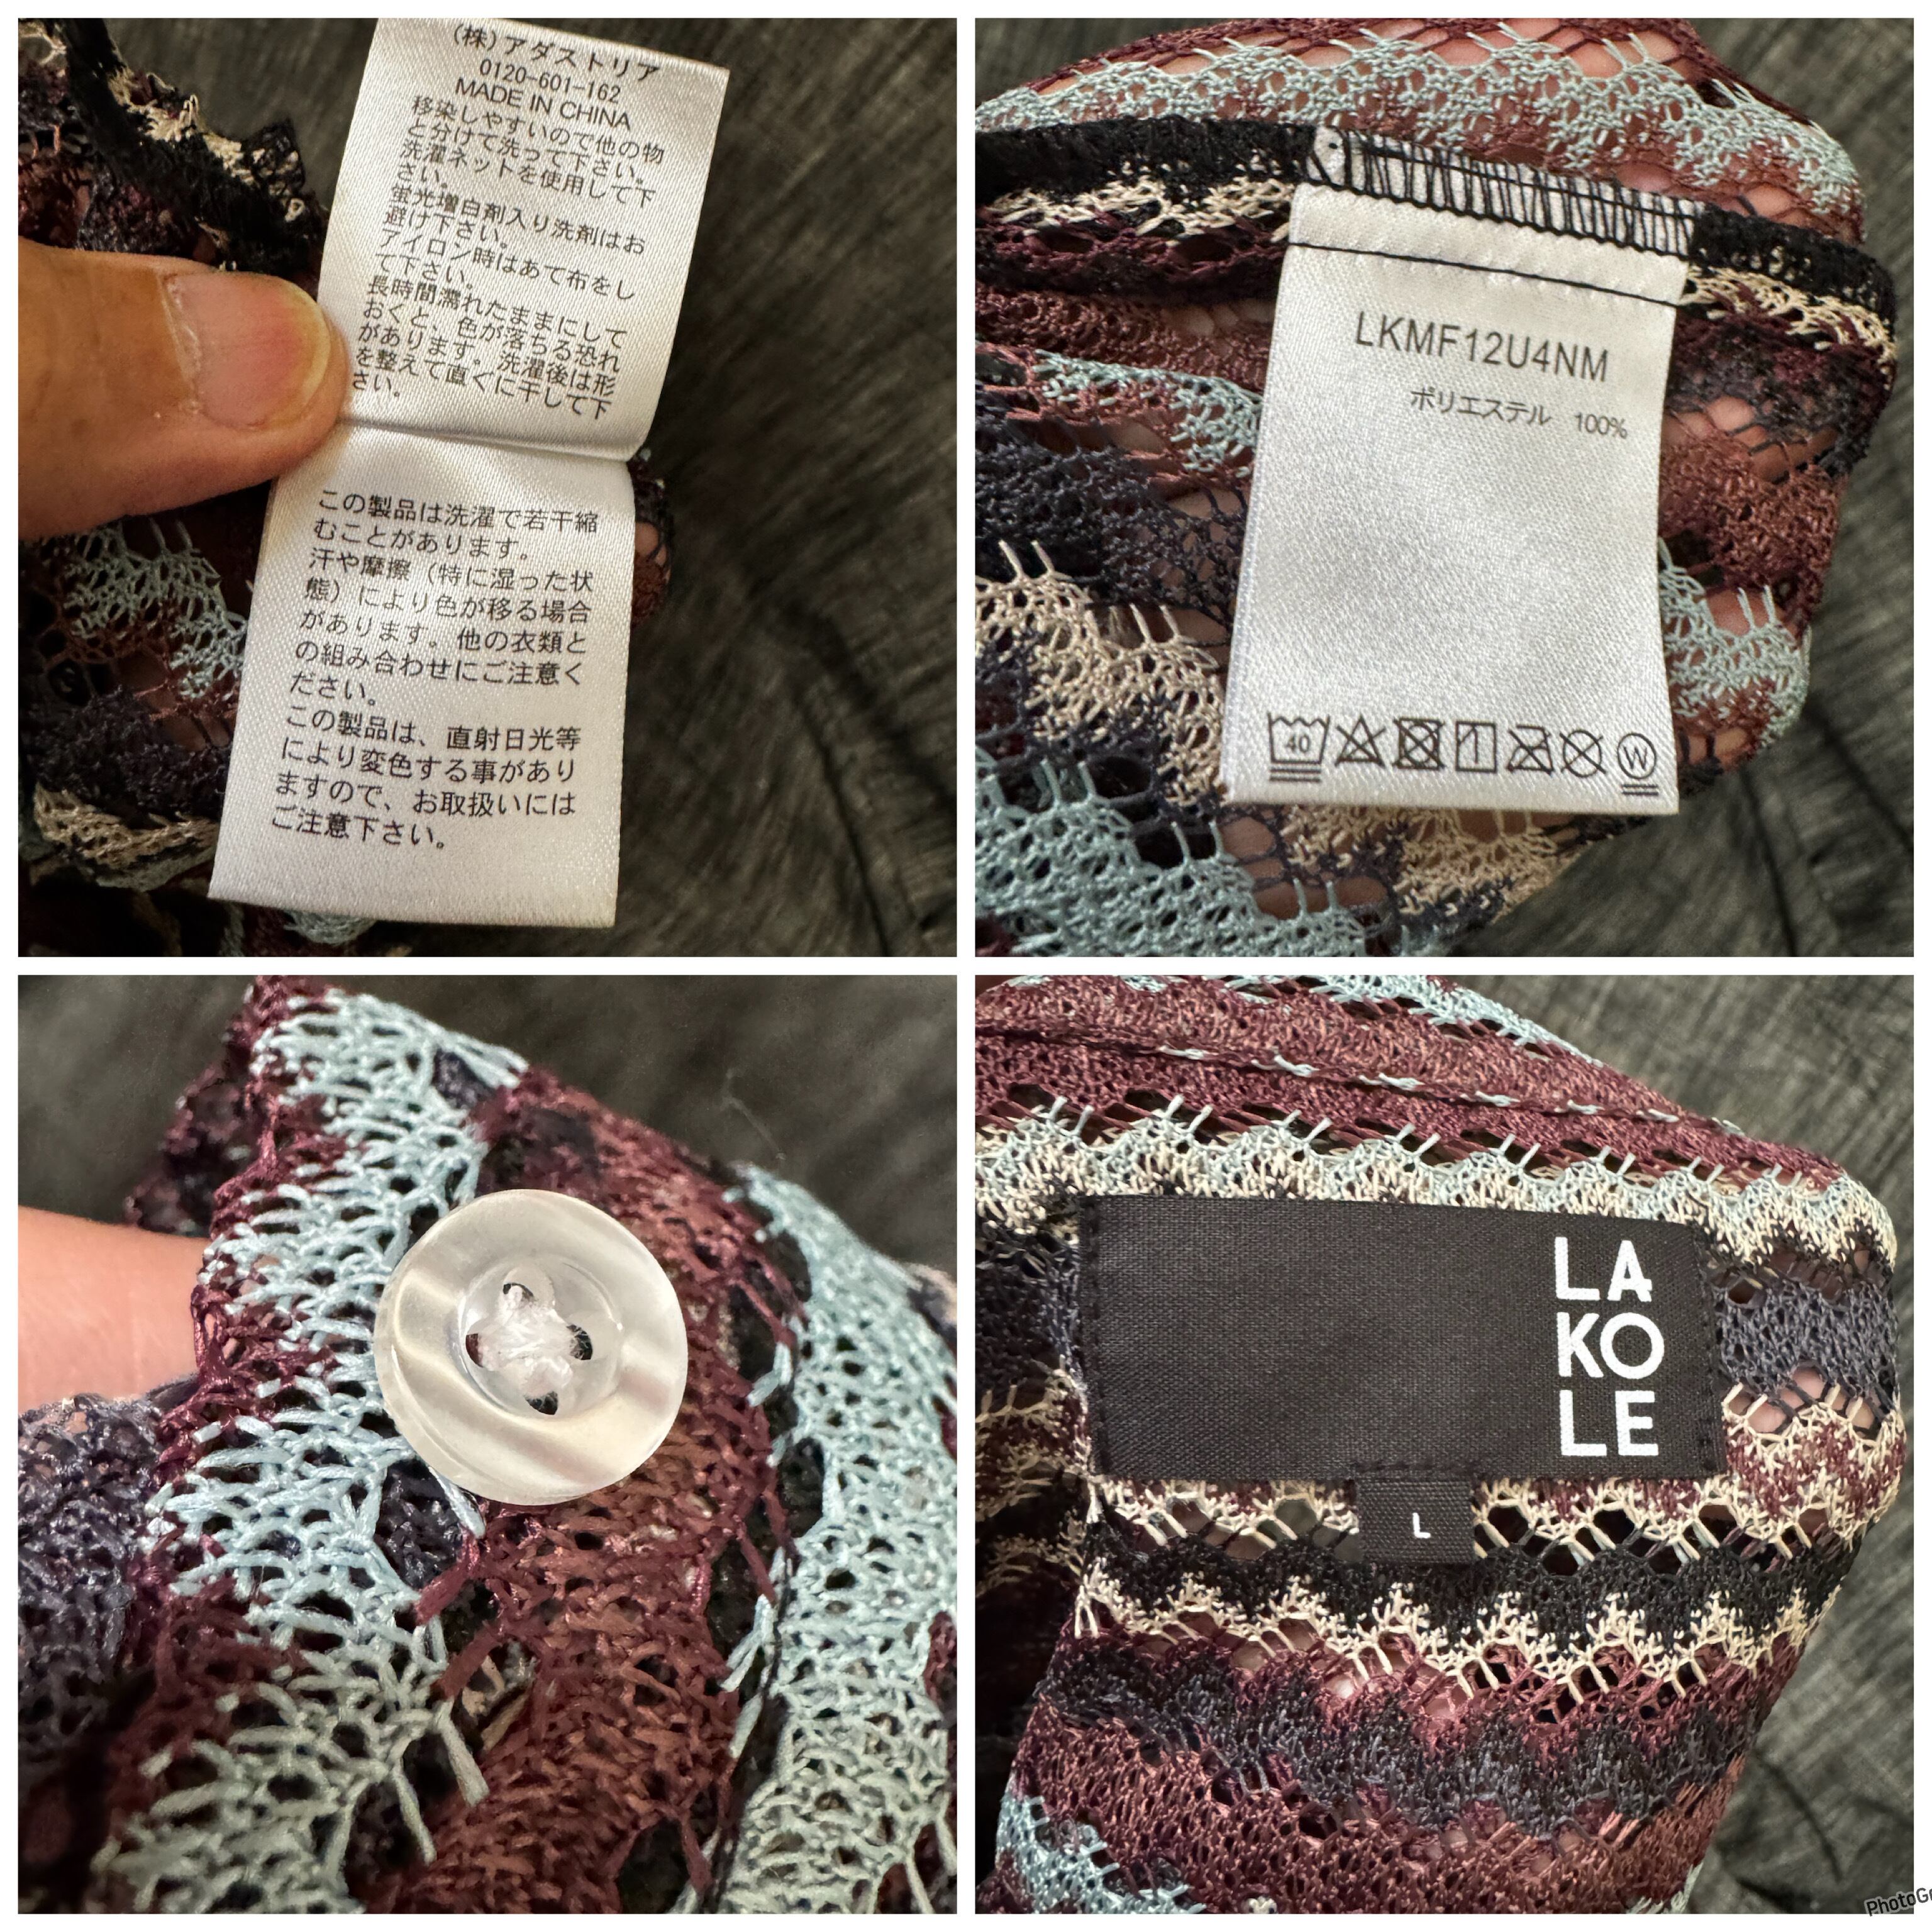 (株)アダストリア
0120-601-162
MADE IN CHINA
移染しやすいので他の物
と分けて洗って下さい。
洗濯ネットを使用して下
さい。
蛍光増白剤入り洗剤はお
避け下さい。
アイロン時はあて布をし
て下さい。
長時間濡れたままにして
おくと、色が落ちる恐れ
があります。洗濯後は形
を整えて直ぐに干して下
さい。
この製品は洗濯で若干縮
むことがあります。
汗や摩擦（特に湿った状
態）により色が移る場合
があります。他の衣類と
の組み合わせにご注意く
ださい。
この製品は、直射日光等
により変色する事があり
ますので、お取扱いには
ご注意下さい。
LKMF12U4NM
ポリエステル 100%
40
W
LA
KO
LE
L